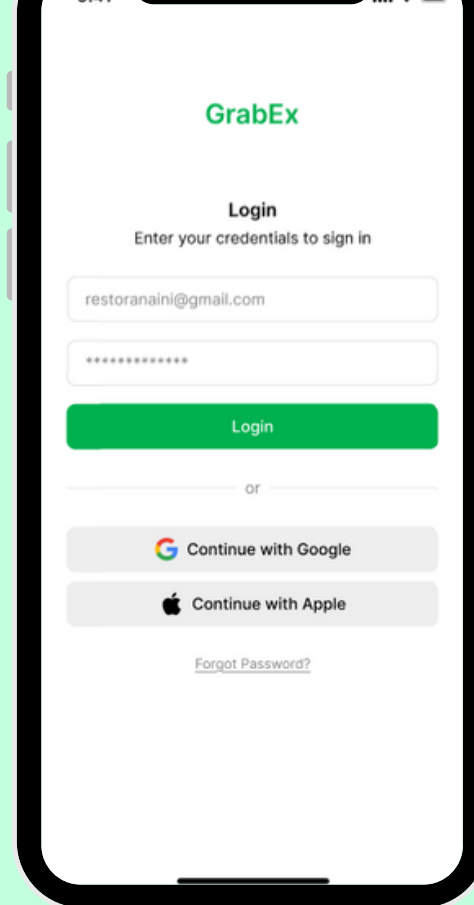 GrabEx
Login
Enter your credentials to sign in
restoranaini@gmail.com
*************
Login
or
Continue with Google
Continue with Apple
Forgot Password?